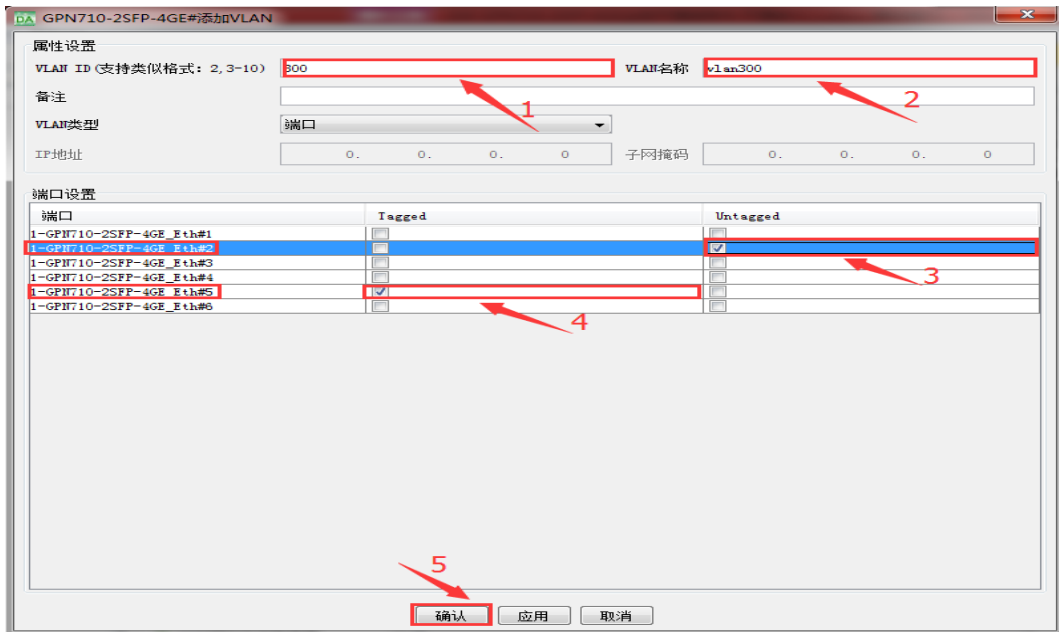 DA GPN710-2SFP-4GE#添加VLAN
属性设置
VLAN ID(支持类似格式: 2,3-10) 300 VLAN名称 vlan300
1 2
备注
VLAN类型 端口
IP地址 0. 0. 0. 0 子网掩码 0. 0. 0. 0
端口设置
端口 Tagged Untagged
1-GPN710-2SFP-4GE_Eth#1
1-GPN710-2SFP-4GE_Eth#2
1-GPN710-2SFP-4GE_Eth#3
3
1-GPN710-2SFP-4GE_Eth#4
1-GPN710-2SFP-4GE_Eth#5
1-GPN710-2SFP-4GE_Eth#6
4
5
确认 应用 取消